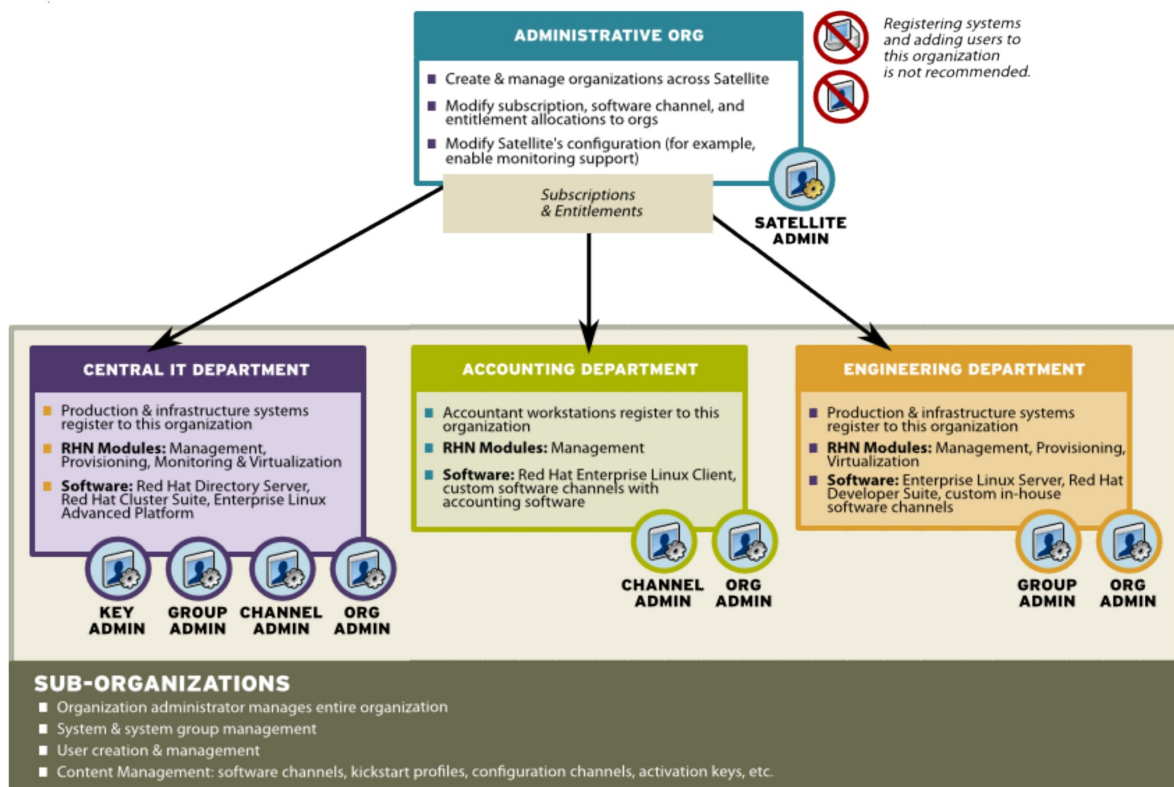 ADMINISTRATIVE ORG
Create & manage organizations across Satellite
Modify subscription, software channel, and
entitlement allocations to orgs
Modify Satellite's configuration (for example,
enable monitoring support)
Registering systems
and adding users to
this organization
is not recommended.
Subscriptions
& Entitlements
SATELLITE
ADMIN
CENTRAL IT DEPARTMENT
Production & infrastructure systems
register to this organization
RHN Modules: Management,
Provisioning, Monitoring & Virtualization
Software: Red Hat Directory Server,
Red Hat Cluster Suite, Enterprise Linux
Advanced Platform
KEY
ADMIN
GROUP
ADMIN
CHANNEL
ADMIN
ORG
ADMIN
ACCOUNTING DEPARTMENT
Accountant workstations register to this
organization
RHN Modules: Management
Software: Red Hat Enterprise Linux Client,
custom software channels with
accounting software
CHANNEL
ADMIN
ORG
ADMIN
ENGINEERING DEPARTMENT
Production & infrastructure systems
register to this organization
RHN Modules: Management, Provisioning,
Virtualization
Software: Enterprise Linux Server, Red Hat
Developer Suite, custom in-house
software channels
GROUP
ADMIN
ORG
ADMIN
SUB-ORGANIZATIONS
Organization administrator manages entire organization
System & system group management
User creation & management
Content Management: software channels, kickstart profiles, configuration channels, activation keys, etc.